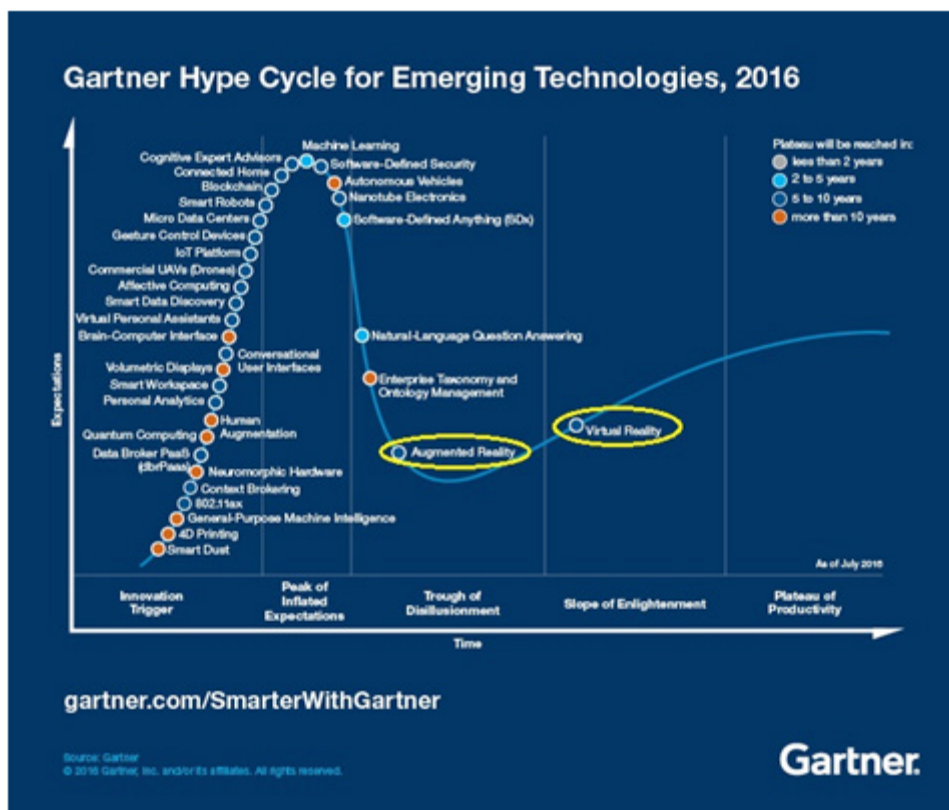 Gartner Hype Cycle for Emerging Technologies, 2016
Plateau will be reached in:
less than 2 years
2 to 5 years
5 to 10 years
more than 10 years
Expectations
Machine Learning
Cognitive Expert Advisors
Software-Defined Security
Connected Home
Autonomous Vehicles
Blockchain
Nanotube Electronics
Smart Robots
Micro Data Centers
Software-Defined Anything (SDx)
Gesture Control Devices
IoT Platform
Commercial UAVs (Drones)
Affective Computing
Smart Data Discovery
Virtual Personal Assistants
Brain-Computer Interface
Natural-Language Question Answering
Conversational
User Interfaces
Volumetric Displays
Enterprise Taxonomy and
Ontology Management
Smart Workspace
Personal Analytics
Human
Augmentation
Quantum Computing
Virtual Reality
Data Broker PaaS
(dbrPaas)
Augmented Reality
Neuromorphic Hardware
Context Brokering
802.11ax
General-Purpose Machine Intelligence
4D Printing
Smart Dust
As of July 2016
Innovation
Trigger
Peak of
Inflated
Expectations
Trough of
Disillusionment
Slope of Enlightenment
Plateau of
Productivity
Time
gartner.com/SmarterWithGartner
Source: Gartner
© 2016 Gartner, Inc. and/or its affiliates. All rights reserved.
Gartner.